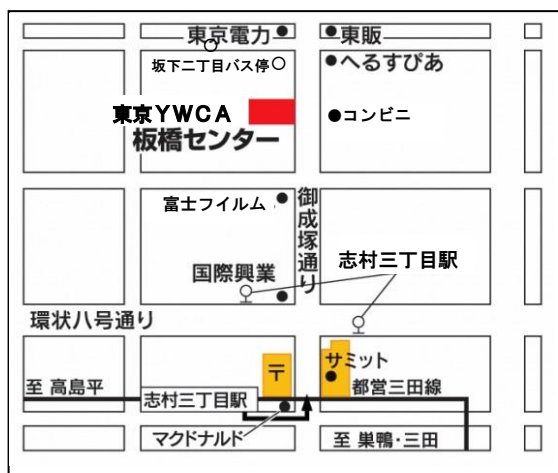 東京電力
東販
坂下二丁目バス停
へるすぴあ
東京YWCA
板橋センター
コンビニ
富士フイルム
御成塚通り
国際興業
志村三丁目駅
環状八号通り
〒
サミット
至 高島平
都営三田線
志村三丁目駅
マクドナルド
至 巣鴨・三田